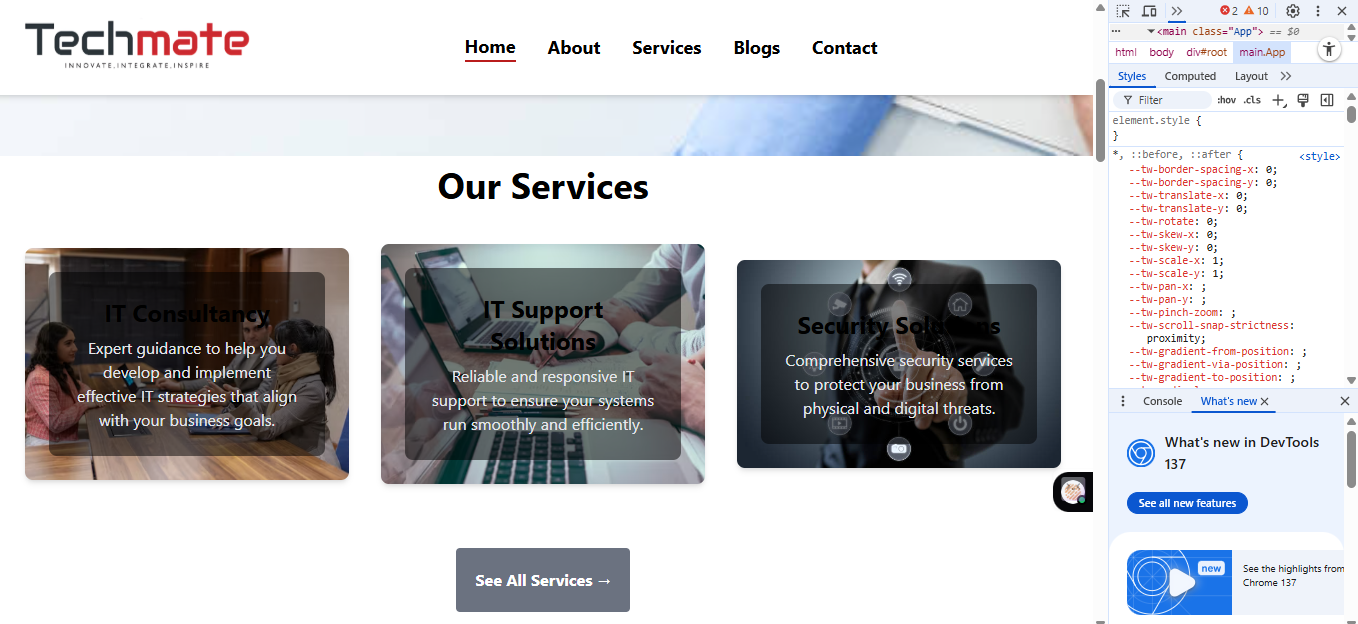 Techmate
INNOVATE.INTEGRATE.INSPIRE
Home About Services Blogs Contact
Our Services
IT Consultancy
Expert guidance to help you
develop and implement
effective IT strategies that align
with your business goals.
IT Support
Solutions
Reliable and responsive IT
support to ensure your systems
run smoothly and efficiently.
Security Solutions
Comprehensive security services
to protect your business from
physical and digital threats.
See All Services →
2 10
<main class="App"> == $0
html body div#root main.App
Styles Computed Layout
Filter :hov .cls
element.style {
}
*, ::before, ::after { <style>
--tw-border-spacing-x: 0;
--tw-border-spacing-y: 0;
--tw-translate-x: 0;
--tw-translate-y: 0;
--tw-rotate: 0;
--tw-skew-x: 0;
--tw-skew-y: 0;
--tw-scale-x: 1;
--tw-scale-y: 1;
--tw-pan-x: ;
--tw-pan-y: ;
--tw-pinch-zoom: ;
--tw-scroll-snap-strictness:
proximity;
--tw-gradient-from-position: ;
--tw-gradient-via-position: ;
--tw-gradient-to-position: ;
Console What's new
What's new in DevTools
137
See all new features
new
See the highlights from
Chrome 137